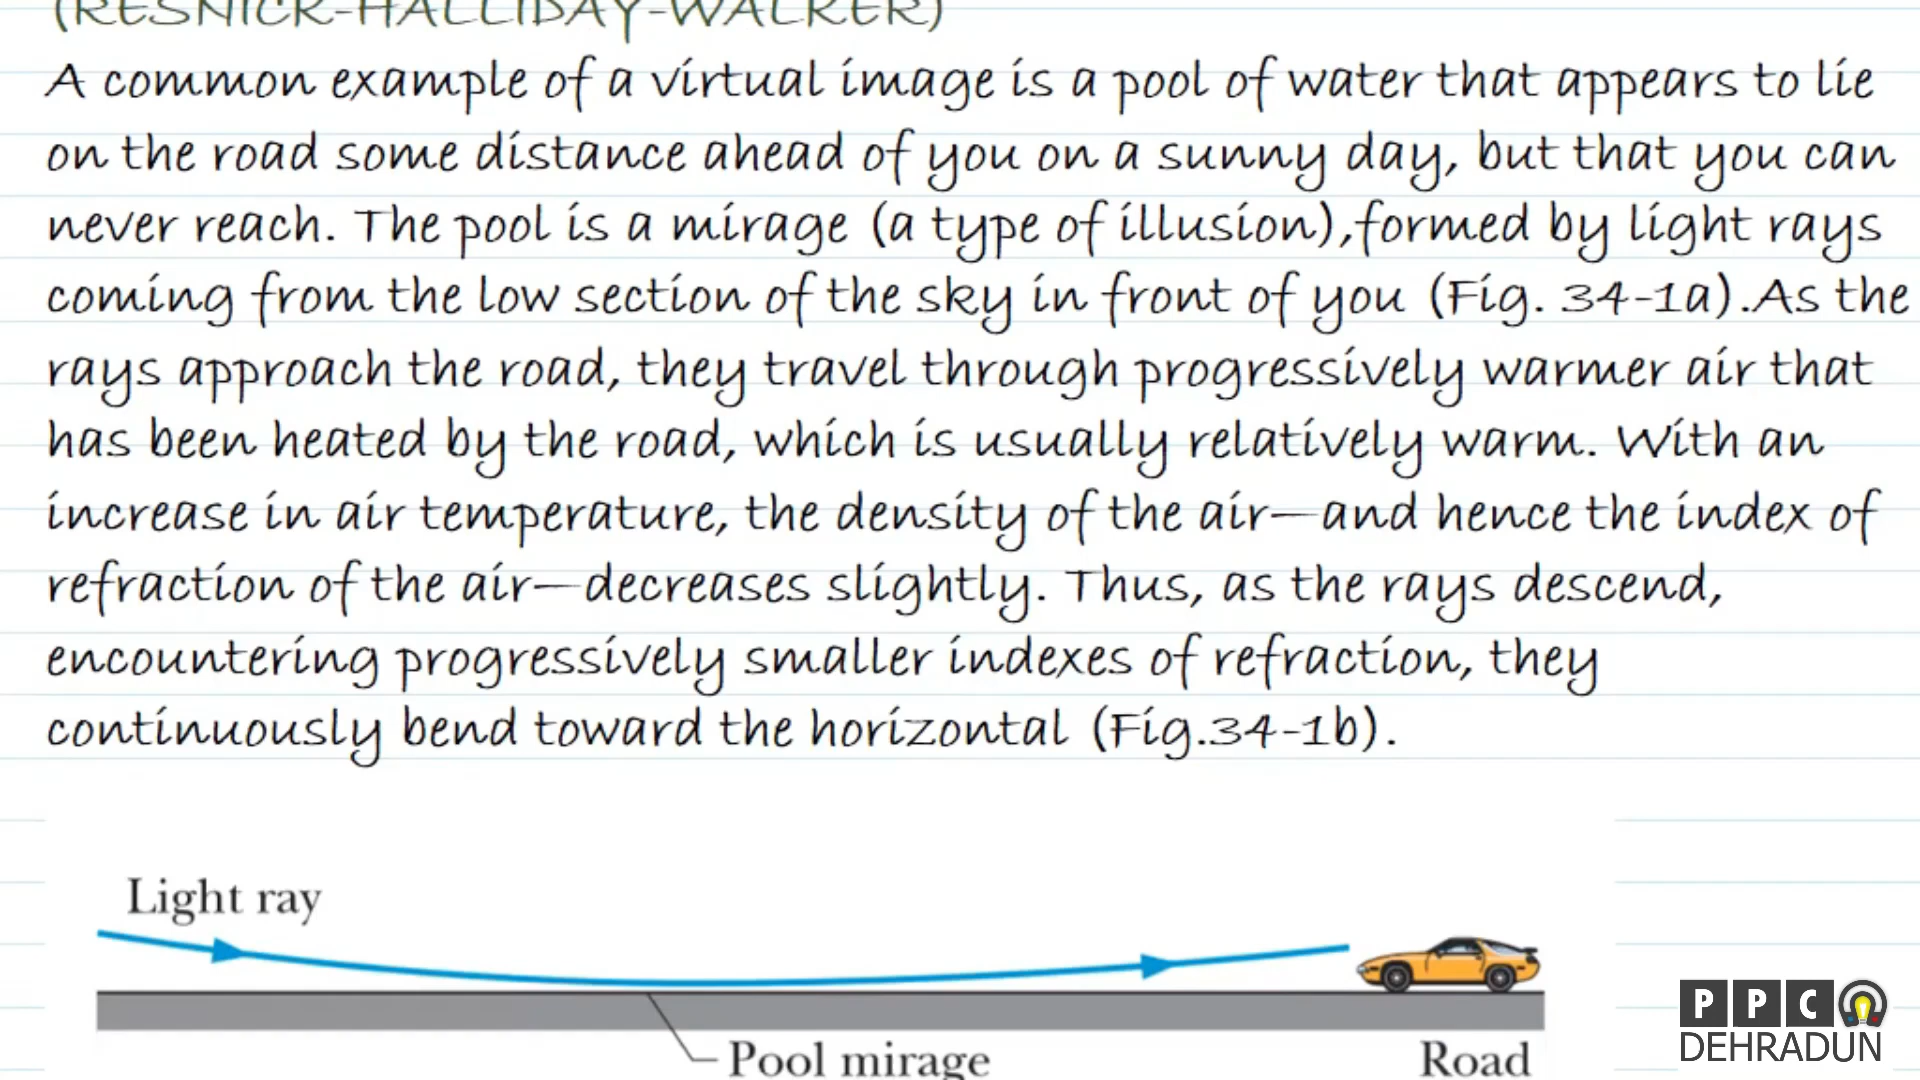 (RESNICK-HALLIDAY-WALKER)
A common example of a virtual image is a pool of water that appears to lie
on the road some distance ahead of you on a sunny day, but that you can
never reach. The pool is a mirage (a type of illusion),formed by light rays
coming from the low section of the sky in front of you (Fig. 34-1a).As the
rays approach the road, they travel through progressively warmer air that
has been heated by the road, which is usually relatively warm. With an
increase in air temperature, the density of the air—and hence the index of
refraction of the air—decreases slightly. Thus, as the rays descend,
encountering progressively smaller indexes of refraction, they
continuously bend toward the horizontal (Fig.34-1b).
Light ray
Pool mirage
Road
PPC
DEHRADUN